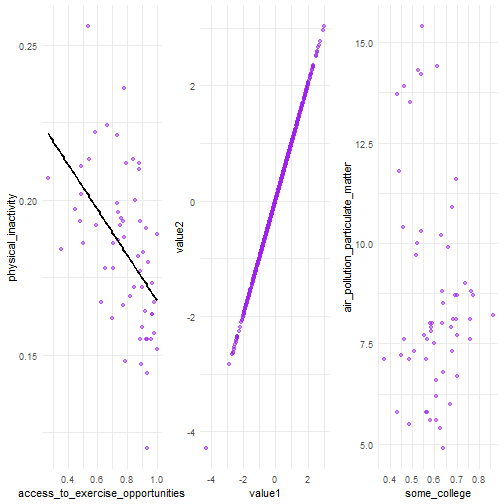 physical_inactivity
0.25
0.20
0.15
0.4 0.6 0.8 1.0
access_to_exercise_opportunities
value2
2
0
-2
-4
-4 -2 0 2
value1
air_pollution_particulate_matter
15.0
12.5
10.0
7.5
5.0
0.4 0.5 0.6 0.7 0.8
some_college